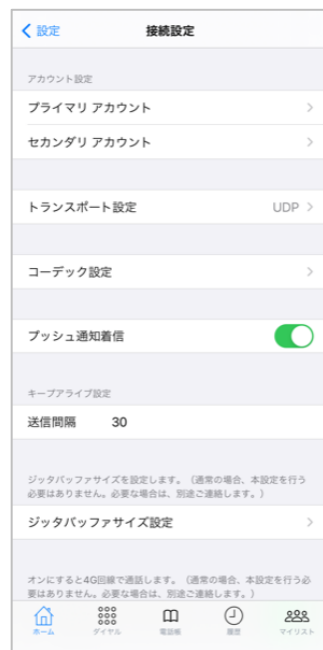 設定 接続設定
アカウント設定
プライマリ アカウント
セカンダリ アカウント
トランスポート設定 UDP
コーデック設定
プッシュ通知着信
キープアライブ設定
送信間隔 30
ジッタバッファサイズを設定します。（通常の場合、本設定を行う
必要はありません。必要な場合は、別途ご連絡します。）
ジッタバッファサイズ設定
オンにすると4G回線で通話します。（通常の場合、本設定を行う必
要はありません。必要な場合は、別途ご連絡します。）
ホーム ダイヤル 電話帳 履歴 マイリスト